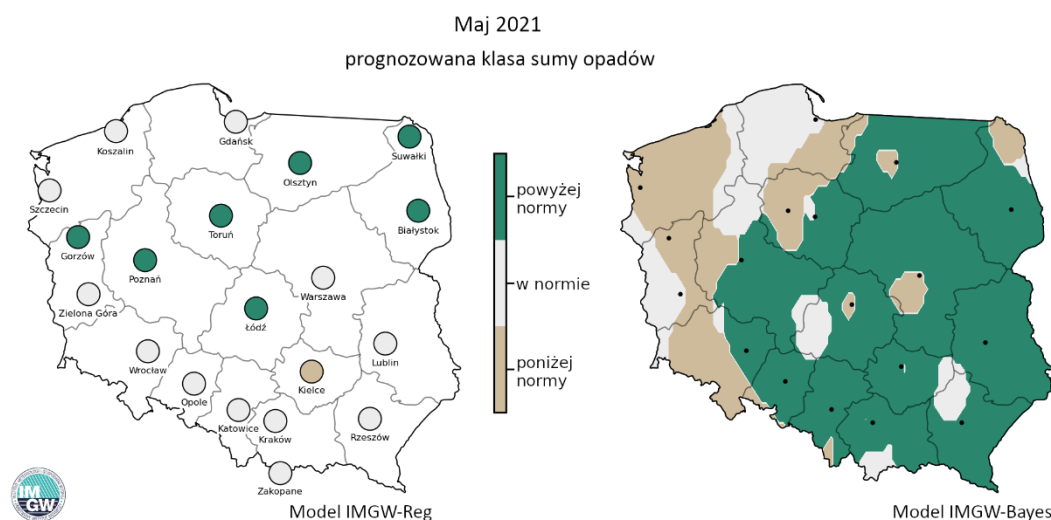 Maj 2021
prognozowana klasa sumy opadów
Koszalin
Gdańsk
Suwałki
Olsztyn
Szczecin
Białystok
Toruń
Gorzów
Poznań
Warszawa
Zielona Góra
Łódź
Lublin
Wrocław
Kielce
Opole
Katowice
Kraków
Rzeszów
Zakopane
powyżej
normy
w normie
poniżej
normy
IM
GW
Model IMGW-Reg
Model IMGW-Bayes